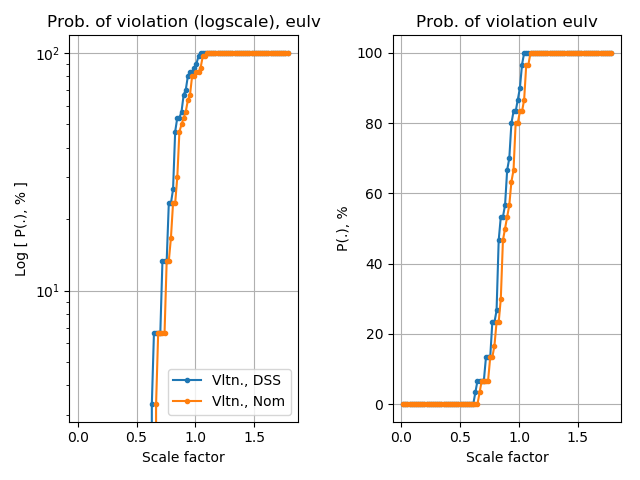 Prob. of violation (logscale), eulv
Log [ P(.), % ]
10²
10¹
Vltn., DSS
Vltn., Nom
0.0 0.5 1.0 1.5
Scale factor
Prob. of violation eulv
P(.), %
100
80
60
40
20
0
0.0 0.5 1.0 1.5
Scale factor